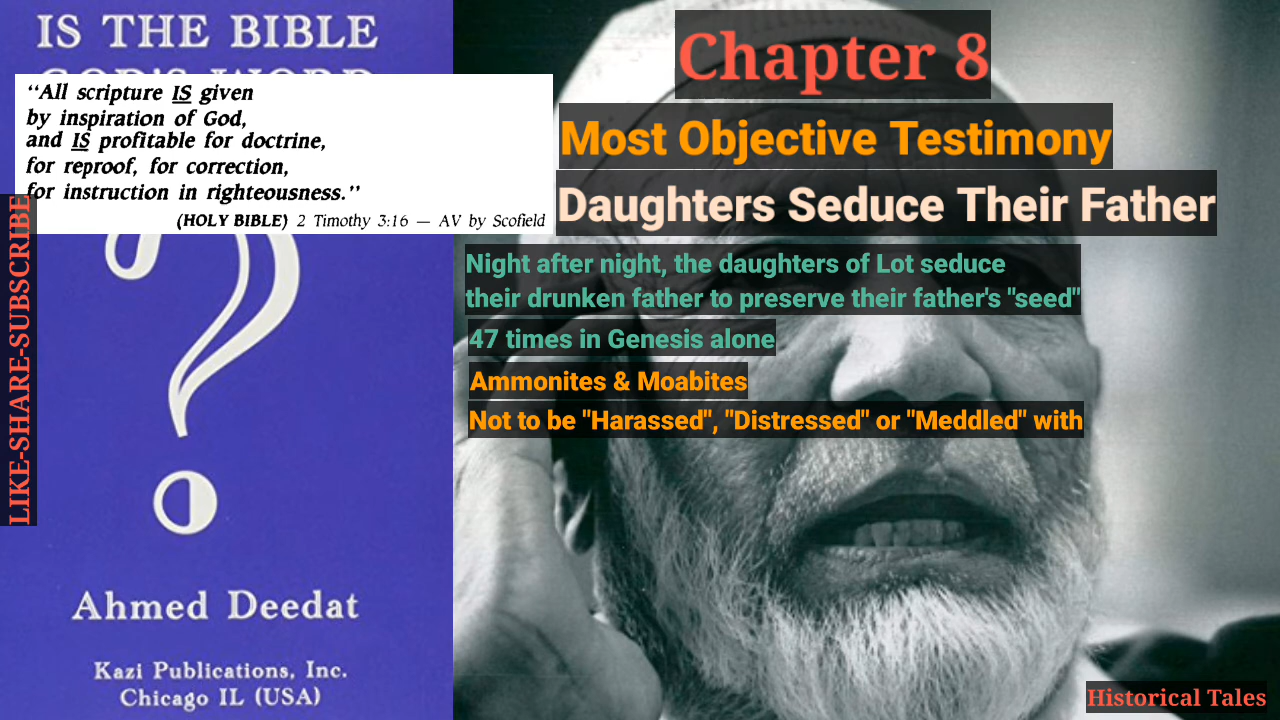 IS THE BIBLE
GOD'S WORD
“All scripture IS given
by inspiration of God,
and IS profitable for doctrine,
for reproof, for correction,
for instruction in righteousness.”
(HOLY BIBLE) 2 Timothy 3:16 — AV by Scofield
?
Ahmed Deedat
Kazi Publications, Inc.
Chicago IL (USA)
LIKE-SHARE-SUBSCRIBE
Chapter 8
Most Objective Testimony
Daughters Seduce Their Father
Night after night, the daughters of Lot seduce
their drunken father to preserve their father's "seed"
47 times in Genesis alone
Ammonites & Moabites
Not to be "Harassed", "Distressed" or "Meddled" with
Historical Tales